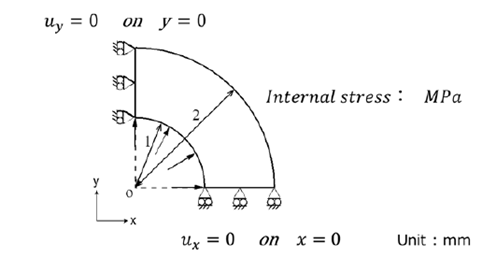 u_y = 0 on y = 0
2
Internal stress： MPa
1
y
o
x
u_x = 0 on x = 0
Unit : mm